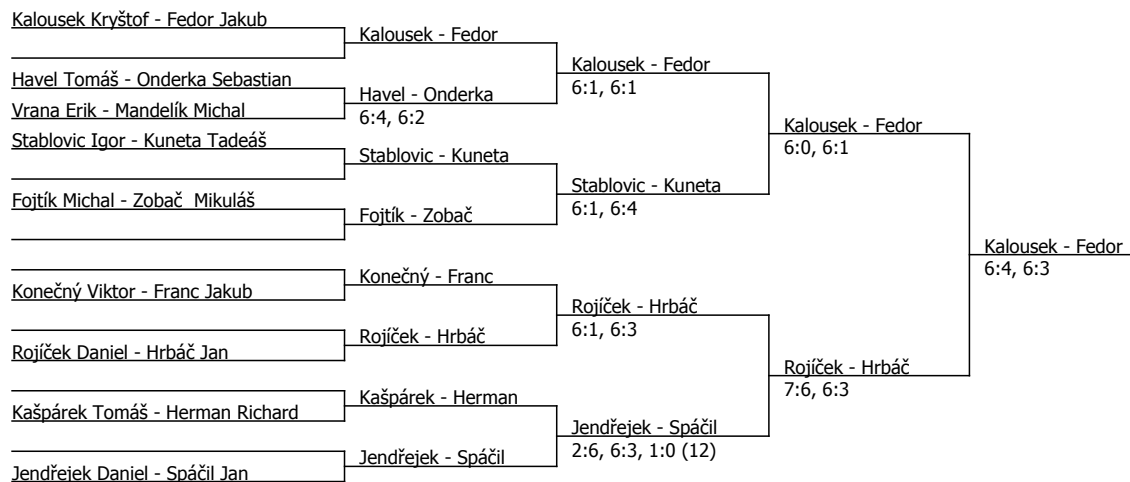 Kalousek Kryštof - Fedor Jakub
Havel Tomáš - Onderka Sebastian
Vrana Erik - Mandelík Michal
Stablovic Igor - Kuneta Tadeáš
Fojtík Michal - Zobač  Mikuláš
Konečný Viktor - Franc Jakub
Rojíček Daniel - Hrbáč Jan
Kašpárek Tomáš - Herman Richard
Jendřejek Daniel - Spáčil Jan
Kalousek - Fedor
Havel - Onderka
6:4, 6:2
Stablovic - Kuneta
Fojtík - Zobač
Konečný - Franc
Rojíček - Hrbáč
Kašpárek - Herman
Jendřejek - Spáčil
Kalousek - Fedor
6:1, 6:1
Stablovic - Kuneta
6:1, 6:4
Rojíček - Hrbáč
6:1, 6:3
Jendřejek - Spáčil
2:6, 6:3, 1:0 (12)
Kalousek - Fedor
6:0, 6:1
Rojíček - Hrbáč
7:6, 6:3
Kalousek - Fedor
6:4, 6:3